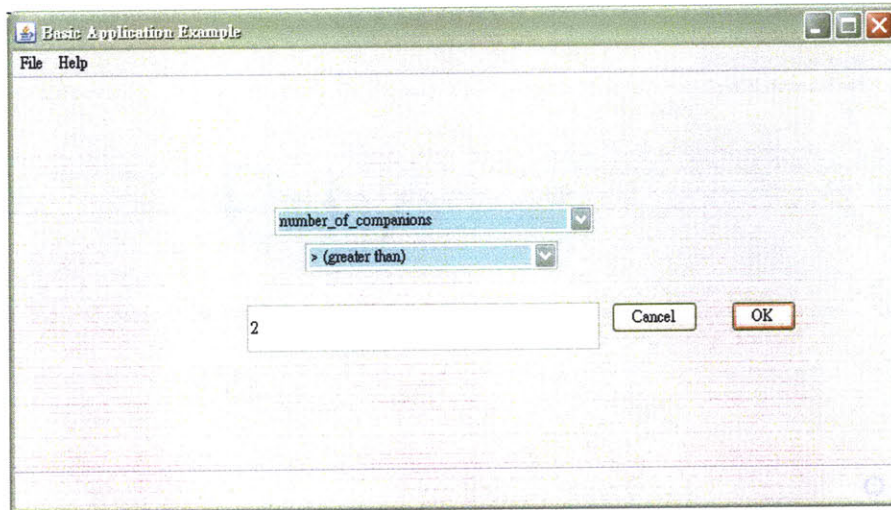 Basic Application Example
File Help
number_of_companions
> (greater than)
2
Cancel OK